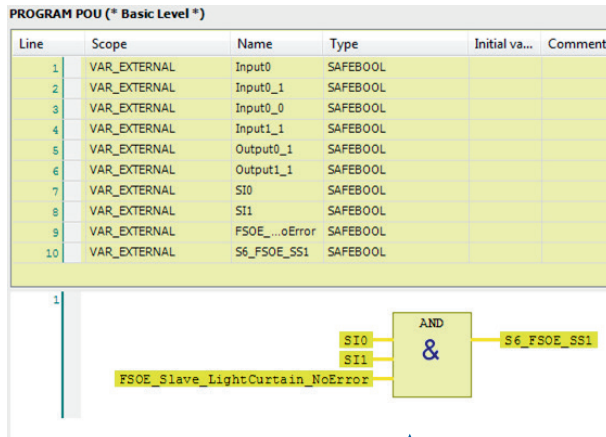 PROGRAM POU (* Basic Level *)
Line Scope Name Type Initial va... Comment
1 VAR_EXTERNAL Input0 SAFEBOOL
2 VAR_EXTERNAL Input0_1 SAFEBOOL
3 VAR_EXTERNAL Input0_0 SAFEBOOL
4 VAR_EXTERNAL Input1_1 SAFEBOOL
5 VAR_EXTERNAL Output0_1 SAFEBOOL
6 VAR_EXTERNAL Output1_1 SAFEBOOL
7 VAR_EXTERNAL SI0 SAFEBOOL
8 VAR_EXTERNAL SI1 SAFEBOOL
9 VAR_EXTERNAL FSOE_...oError SAFEBOOL
10 VAR_EXTERNAL S6_FSOE_SS1 SAFEBOOL
1
AND
SI0 & S6_FSOE_SS1
SI1
FSOE_Slave_LightCurtain_NoError